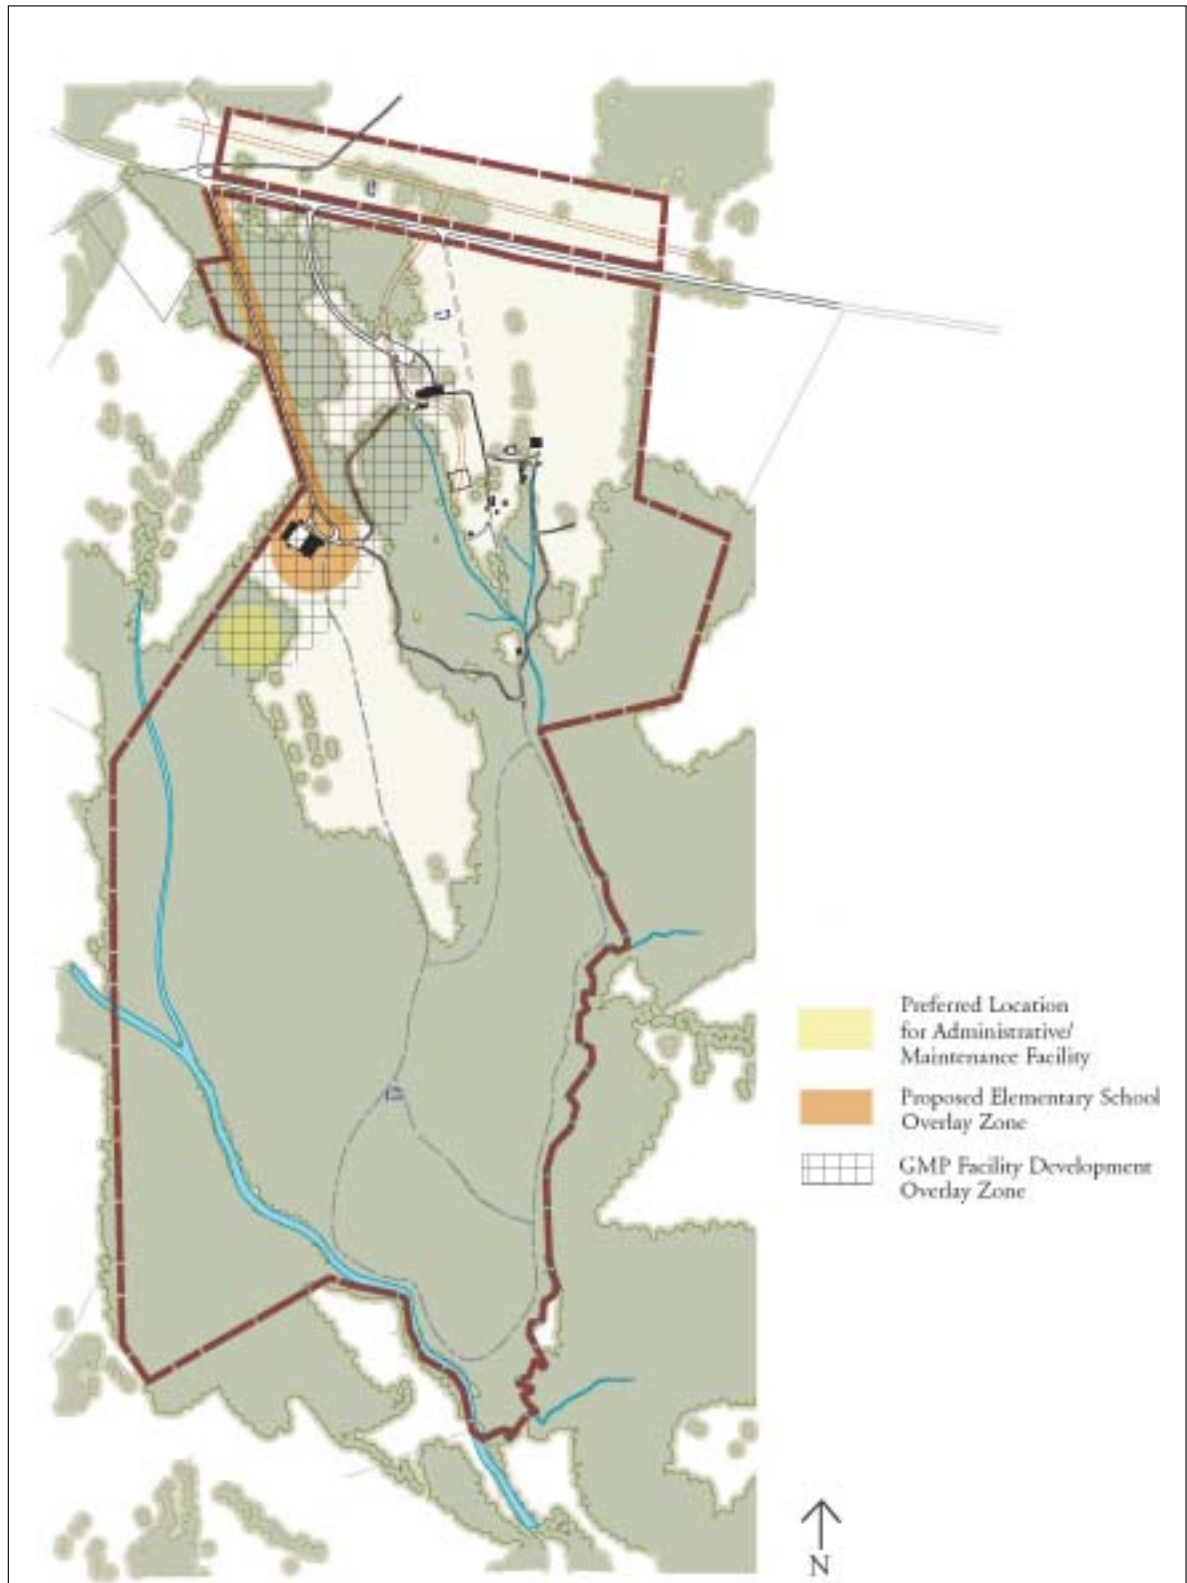 Preferred Location
for Administrative/
Maintenance Facility
Proposed Elementary School
Overlay Zone
GMP Facility Development
Overlay Zone
N